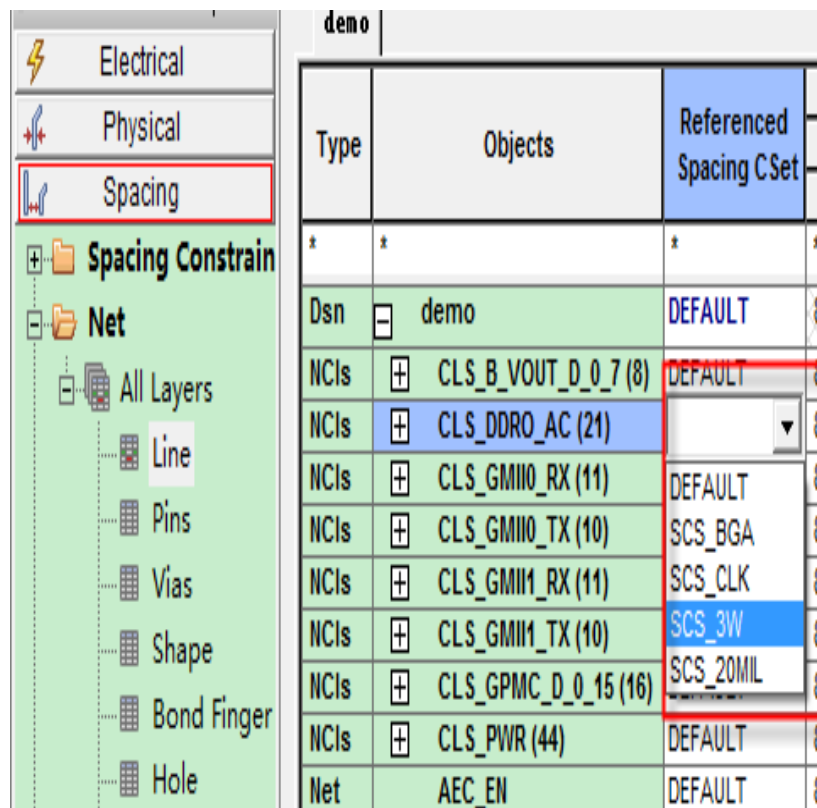 demo
Electrical
Physical
Spacing
Spacing Constrain
Net
All Layers
Line
Pins
Vias
Shape
Bond Finger
Hole
Type
Objects
Referenced
Spacing CSet
* * *
Dsn demo DEFAULT
NCls CLS_B_VOUT_D_0_7 (8) DEFAULT
NCls CLS_DDRO_AC (21)
NCls CLS_GMII0_RX (11)
NCls CLS_GMII0_TX (10)
NCls CLS_GMII1_RX (11)
NCls CLS_GMII1_TX (10)
NCls CLS_GPMC_D_0_15 (16)
NCls CLS_PWR (44) DEFAULT
Net AEC_EN DEFAULT
DEFAULT
SCS_BGA
SCS_CLK
SCS_3W
SCS_20MIL